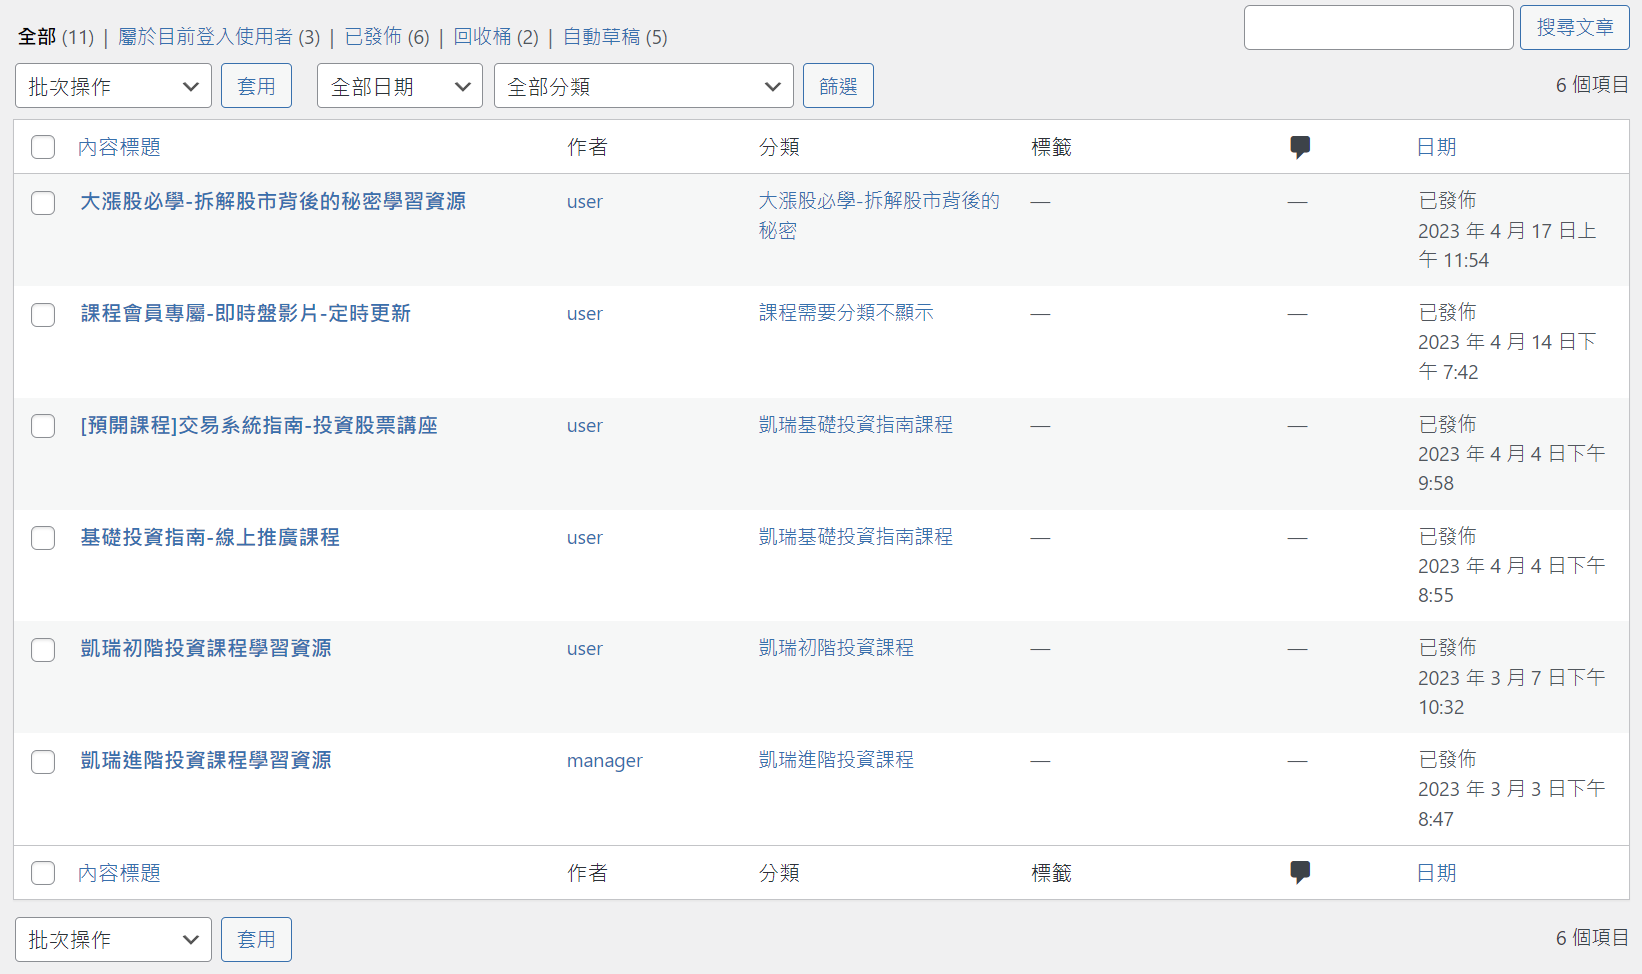 全部 (11) | 屬於目前登入使用者 (3) | 已發佈 (6) | 回收桶 (2) | 自動草稿 (5)
搜尋文章
批次操作 套用 全部日期 全部分類 篩選 6 個項目
內容標題 作者 分類 標籤 日期
大漲股必學-拆解股市背後的秘密學習資源 user 大漲股必學-拆解股市背後的 — — 已發佈
秘密 2023 年 4 月 17 日上
午 11:54
課程會員專屬-即時盤影片-定時更新 user 課程需要分類不顯示 — — 已發佈
2023 年 4 月 14 日下
午 7:42
[預開課程]交易系統指南-投資股票講座 user 凱瑞基礎投資指南課程 — — 已發佈
2023 年 4 月 4 日下午
9:58
基礎投資指南-線上推廣課程 user 凱瑞基礎投資指南課程 — — 已發佈
2023 年 4 月 4 日下午
8:55
凱瑞初階投資課程學習資源 user 凱瑞初階投資課程 — — 已發佈
2023 年 3 月 7 日下午
10:32
凱瑞進階投資課程學習資源 manager 凱瑞進階投資課程 — — 已發佈
2023 年 3 月 3 日下午
8:47
內容標題 作者 分類 標籤 日期
批次操作 套用 6 個項目